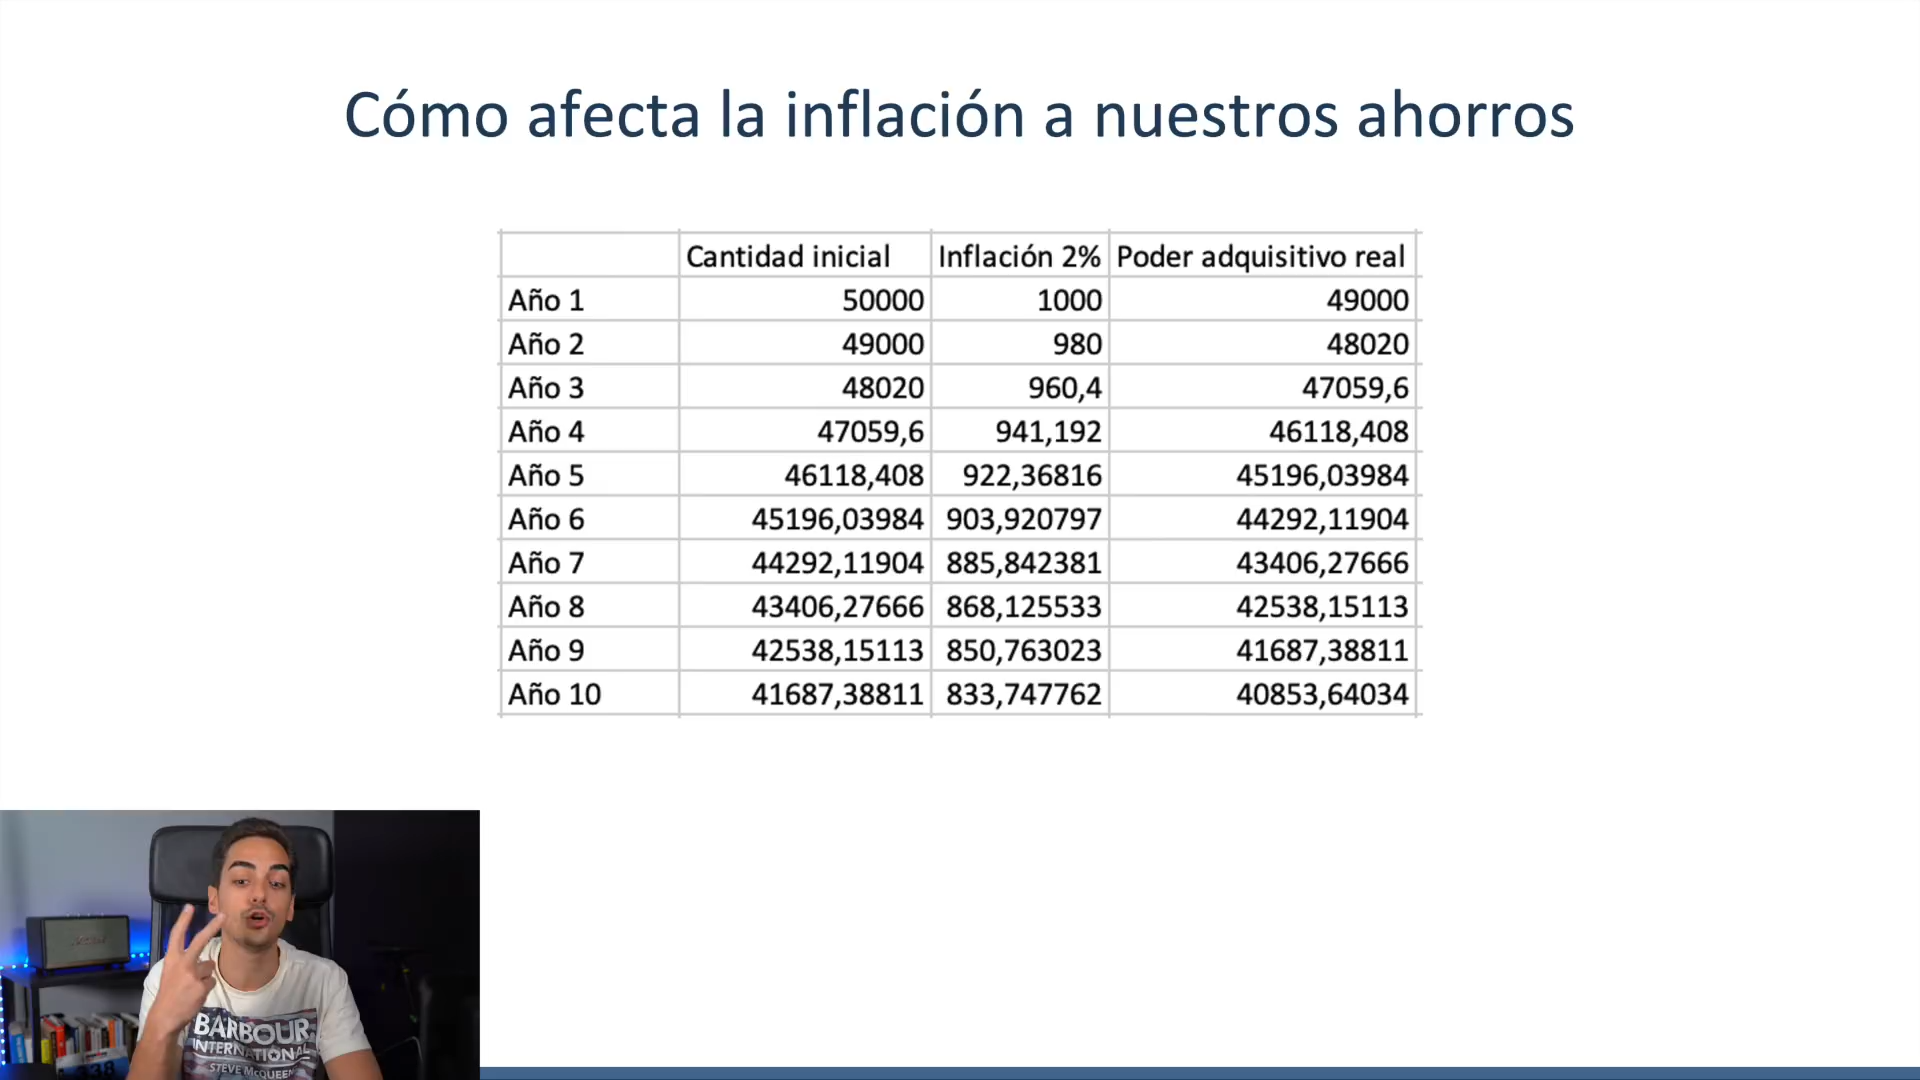 Cómo afecta la inflación a nuestros ahorros
Cantidad inicial Inflación 2% Poder adquisitivo real
Año 1 50000 1000 49000
Año 2 49000 980 48020
Año 3 48020 960,4 47059,6
Año 4 47059,6 941,192 46118,408
Año 5 46118,408 922,36816 45196,03984
Año 6 45196,03984 903,920797 44292,11904
Año 7 44292,11904 885,842381 43406,27666
Año 8 43406,27666 868,125533 42538,15113
Año 9 42538,15113 850,763023 41687,38811
Año 10 41687,38811 833,747762 40853,64034
BARBOUR
INTERNATIONAL
STEVE McQUEEN